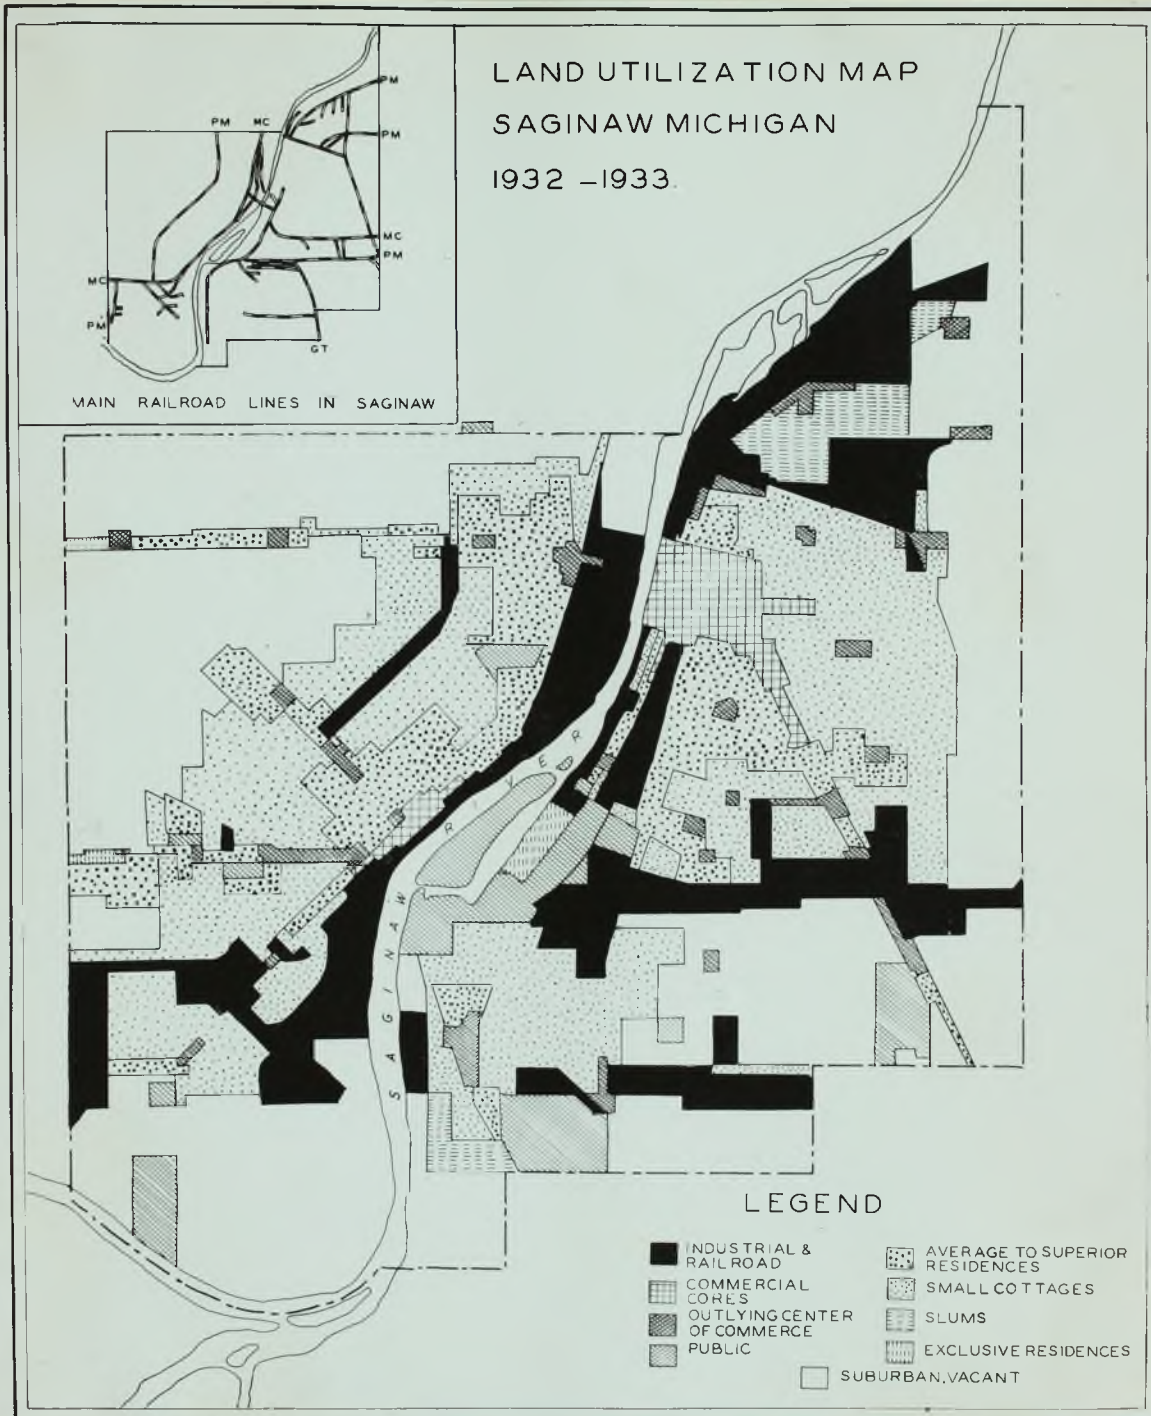 LAND UTILIZATION MAP
SAGINAW MICHIGAN
1932 – 1933.
PM
PM MC
PM
MC
PM
MC
PM
GT
MAIN RAILROAD LINES IN SAGINAW
SAGINAW RIVER
LEGEND
INDUSTRIAL &
RAILROAD
COMMERCIAL
CORES
OUTLYING CENTER
OF COMMERCE
PUBLIC
AVERAGE TO SUPERIOR
RESIDENCES
SMALL COTTAGES
SLUMS
EXCLUSIVE RESIDENCES
SUBURBAN, VACANT